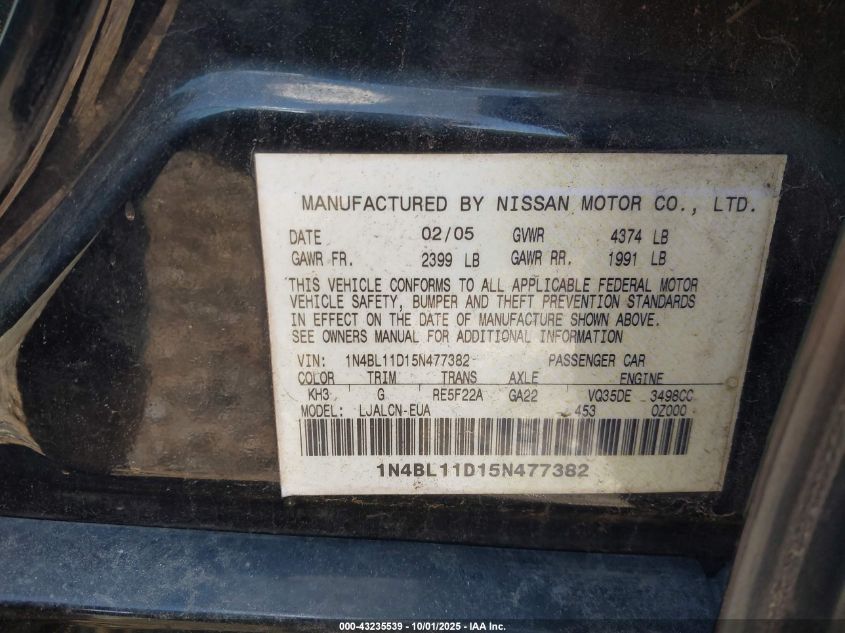 MANUFACTURED BY NISSAN MOTOR CO., LTD.
DATE 02/05 GVWR 4374 LB
GAWR FR. 2399 LB GAWR RR. 1991 LB
THIS VEHICLE CONFORMS TO ALL APPLICABLE FEDERAL MOTOR
VEHICLE SAFETY, BUMPER AND THEFT PREVENTION STANDARDS
IN EFFECT ON THE DATE OF MANUFACTURE SHOWN ABOVE.
SEE OWNERS MANUAL FOR ADDITIONAL INFORMATION
VIN: 1N4BL11D15N477382 PASSENGER CAR
COLOR TRIM TRANS AXLE ENGINE
KH3 G RE5F22A GA22 VQ35DE 3498CC
MODEL: LJALCN-EUA 453 0Z000
1N4BL11D15N477382
000-43235539 - 10/01/2025 - IAA Inc.